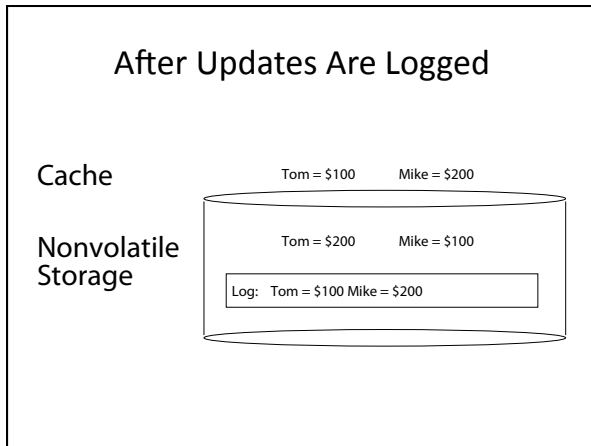 After Updates Are Logged
Cache
Tom = $100 Mike = $200
Nonvolatile
Storage
Tom = $200 Mike = $100
Log: Tom = $100 Mike = $200